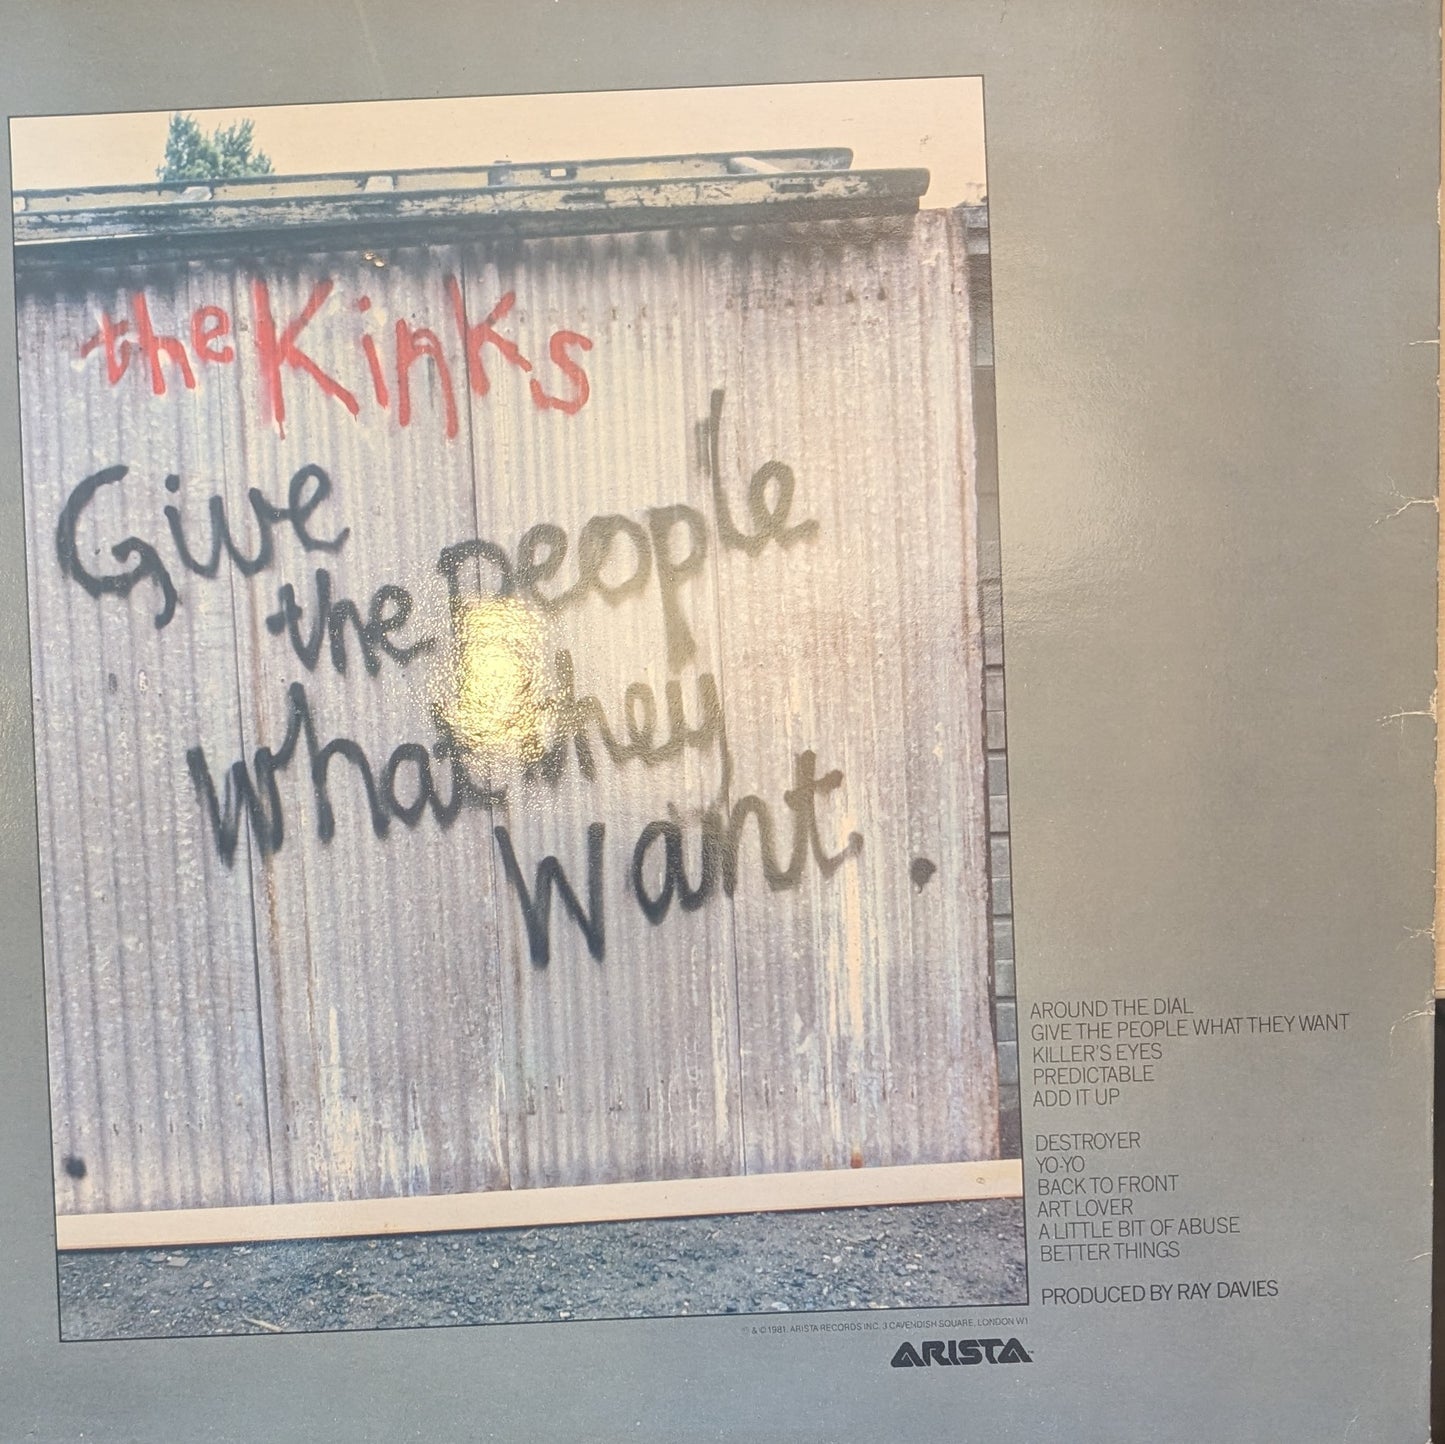 the Kinks
Give
the people
what they
want.
AROUND THE DIAL
GIVE THE PEOPLE WHAT THEY WANT
KILLER'S EYES
PREDICTABLE
ADD IT UP
DESTROYER
YO-YO
BACK TO FRONT
ART LOVER
A LITTLE BIT OF ABUSE
BETTER THINGS
PRODUCED BY RAY DAVIES
℗ & © 1981. ARISTA RECORDS INC. 3 CAVENDISH SQUARE, LONDON W1
ARISTA™